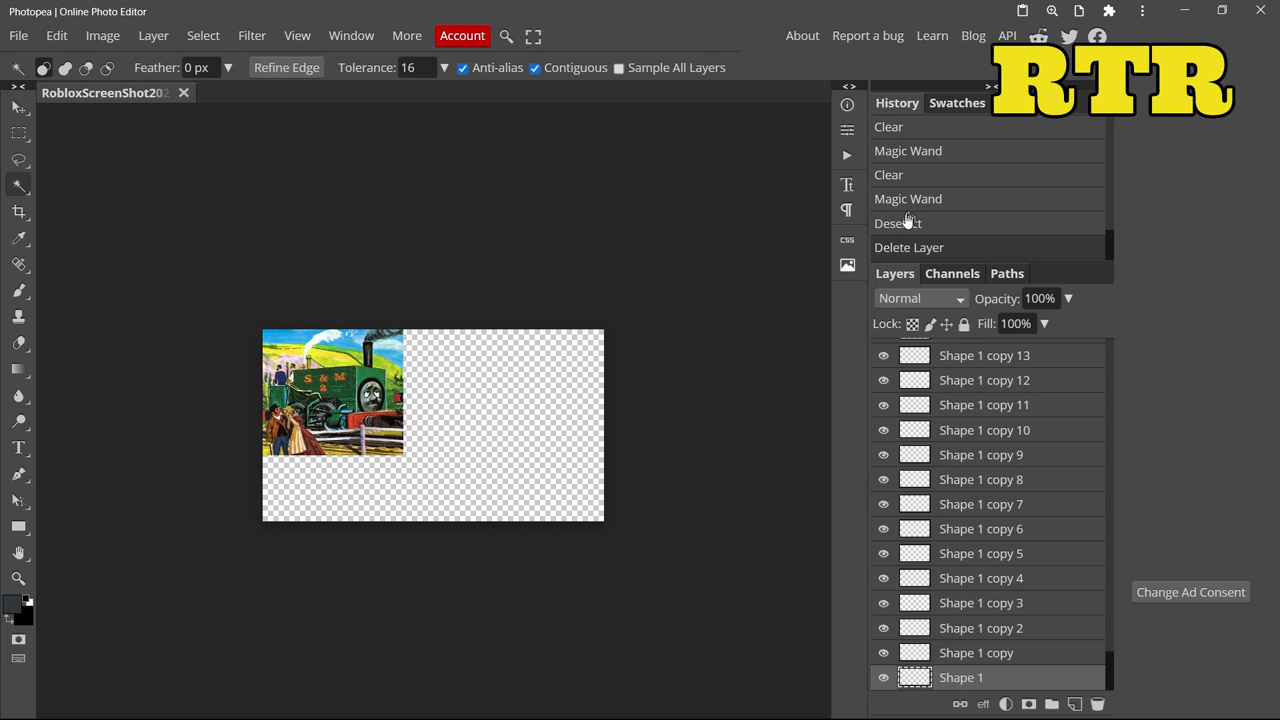 Photopea | Online Photo Editor
File Edit Image Layer Select Filter View Window More Account
About Report a bug Learn Blog API
Feather: 0 px Refine Edge Tolerance: 16 Anti-alias Contiguous Sample All Layers
RTR
RobloxScreenShot202
History Swatches
Clear
Magic Wand
Clear
Magic Wand
Deselect
Delete Layer
CSS
Layers Channels Paths
Normal Opacity: 100%
Lock: Fill: 100%
Shape 1 copy 13
Shape 1 copy 12
Shape 1 copy 11
Shape 1 copy 10
Shape 1 copy 9
Shape 1 copy 8
Shape 1 copy 7
Shape 1 copy 6
Shape 1 copy 5
Shape 1 copy 4
Shape 1 copy 3
Shape 1 copy 2
Shape 1 copy
Shape 1
eff
S & M
2
Change Ad Consent